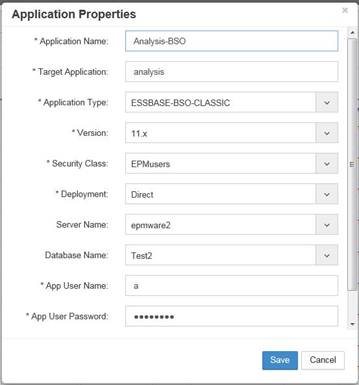 Application Properties
* Application Name: Analysis-BSO
* Target Application: analysis
* Application Type: ESSBASE-BSO-CLASSIC
* Version: 11.x
* Security Class: EPMusers
* Deployment: Direct
Server Name: epmware2
Database Name: Test2
* App User Name: a
* App User Password: ••••••••
Save Cancel